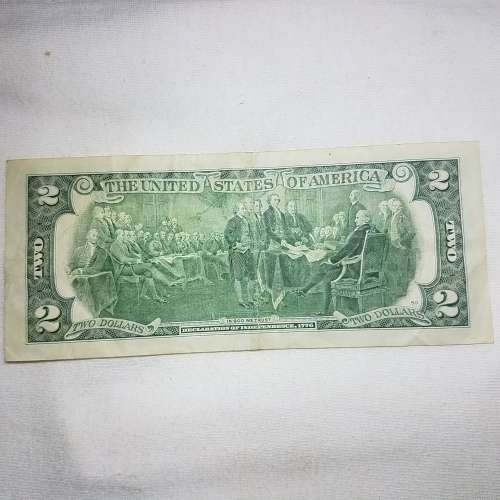 THE UNITED STATES OF AMERICA
2 2
TWO TWO
2 2
TWO DOLLARS TWO DOLLARS
IN GOD WE TRUST
DECLARATION OF INDEPENDENCE, 1776